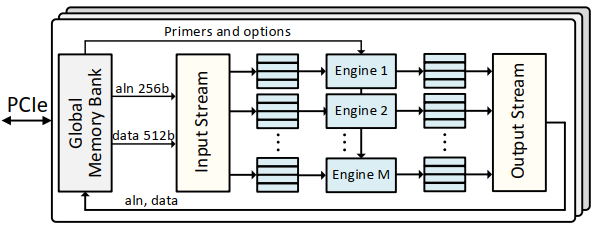 Primers and options
PCIe
Global
Memory Bank
aln 256b
data 512b
Input Stream
Engine 1
Engine 2
Engine M
Output Stream
aln, data